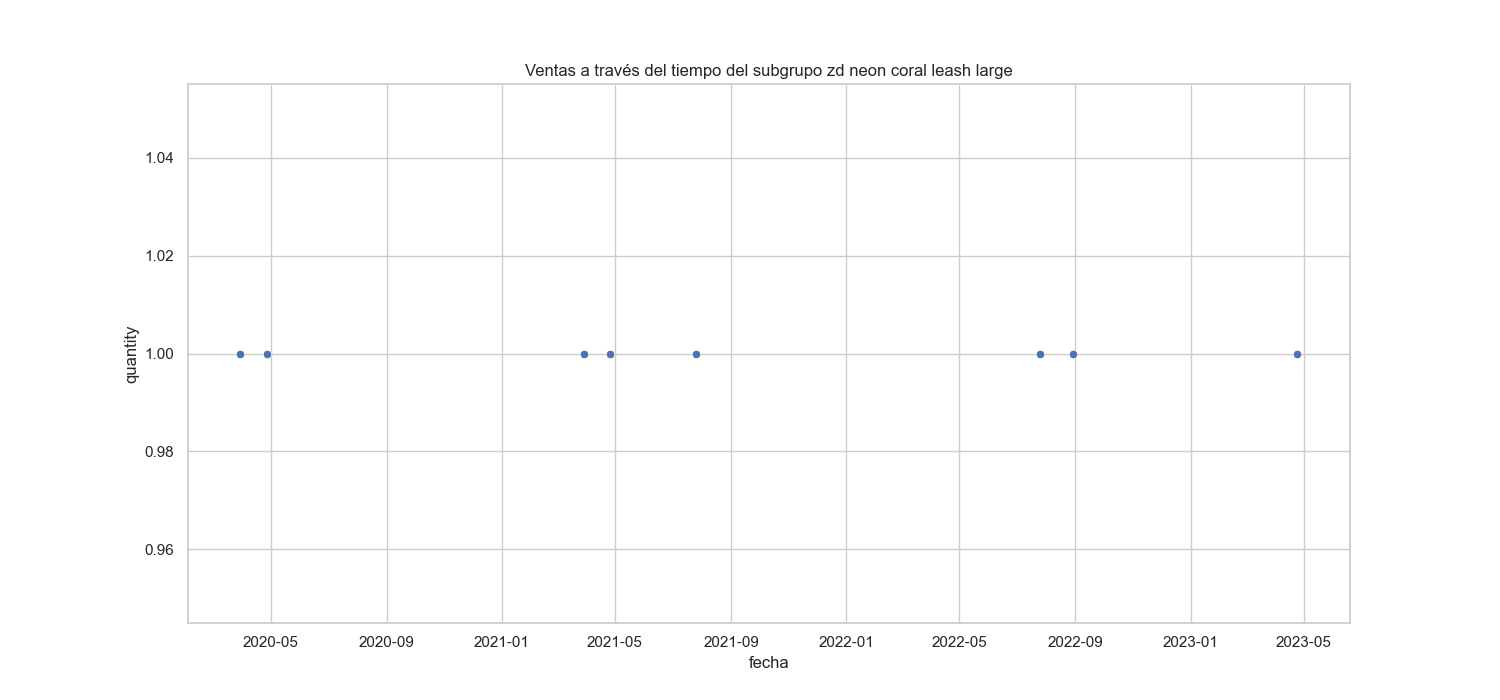 Ventas a través del tiempo del subgrupo zd neon coral leash large
1.04
1.02
1.00
0.98
0.96
quantity
2020-05 2020-09 2021-01 2021-05 2021-09 2022-01 2022-05 2022-09 2023-01 2023-05
fecha